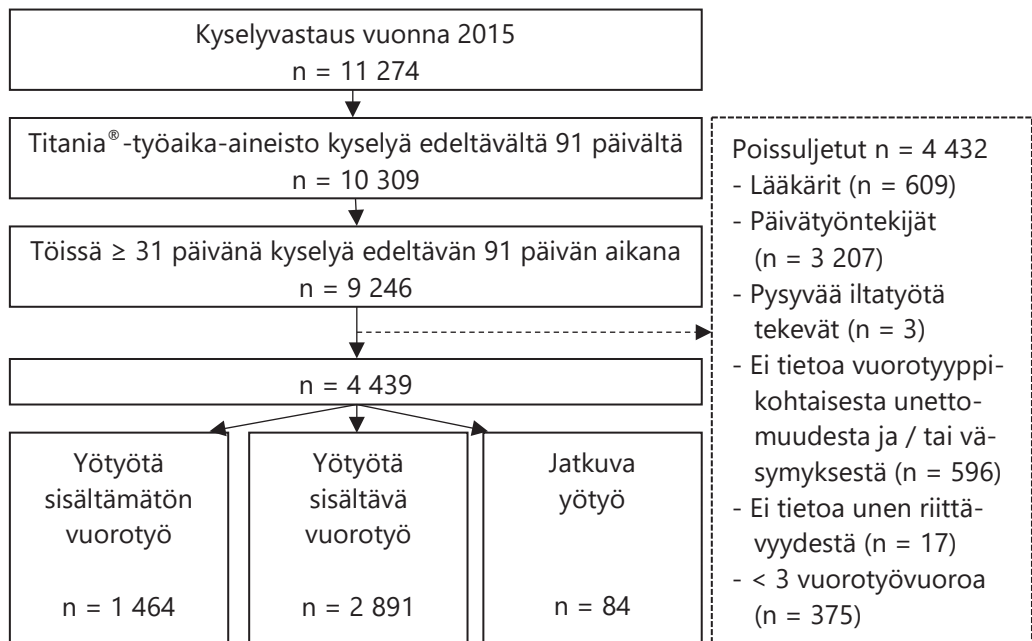 Kyselyvastaus vuonna 2015
n = 11 274
Titania®-työaika-aineisto kyselyä edeltävältä 91 päivältä
n = 10 309
Töissä ≥ 31 päivänä kyselyä edeltävän 91 päivän aikana
n = 9 246
n = 4 439
Yötyötä
sisältämätön
vuorotyö
n = 1 464
Yötyötä
sisältävä
vuorotyö
n = 2 891
Jatkuva
yötyö
n = 84
Poissuljetut n = 4 432
- Lääkärit (n = 609)
- Päivätyöntekijät
(n = 3 207)
- Pysyvää iltatyötä
tekevät (n = 3)
- Ei tietoa vuorotyyppi-
kohtaisesta unetto-
muudesta ja / tai vä-
symyksestä (n = 596)
- Ei tietoa unen riittä-
vyydestä (n = 17)
- < 3 vuorotyövuoroa
(n = 375)